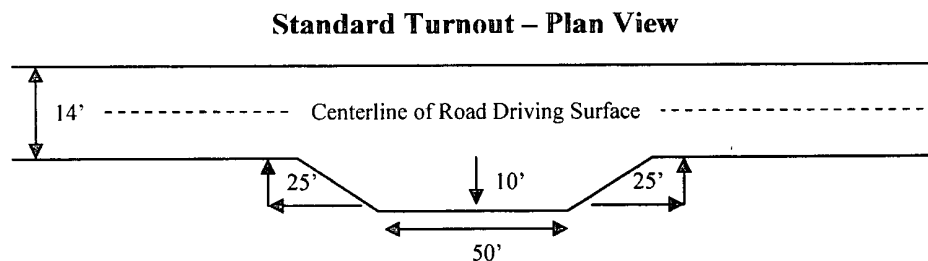 Standard Turnout – Plan View
14’
Centerline of Road Driving Surface
25’
10’
25’
50’